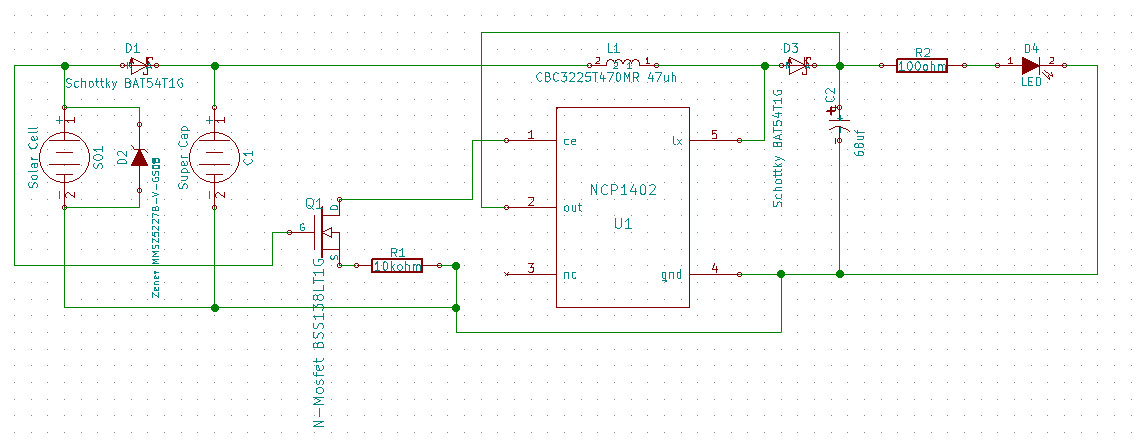 D1
Schottky BAT54T1G
L1
2
2
1
1
CBC3225T470MR 47uh
D3
Schottky BAT54T1G
R2
100ohm
1
D4
2
LED
C2
68uf
Solar Cell
+
1
2
SO1
D2
Zener MMSZ5227B-V-GS08
Super Cap
+
1
2
C1
Q1
G
D
S
N-Mosfet BSS138LT1G
R1
10kohm
1
ce
2
out
3
nc
lx
5
gnd
4
NCP1402
U1